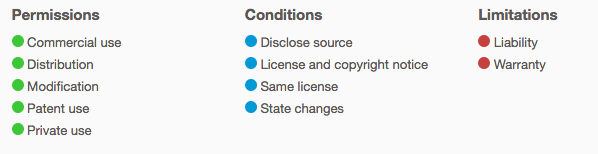 Permissions
Commercial use
Distribution
Modification
Patent use
Private use
Conditions
Disclose source
License and copyright notice
Same license
State changes
Limitations
Liability
Warranty